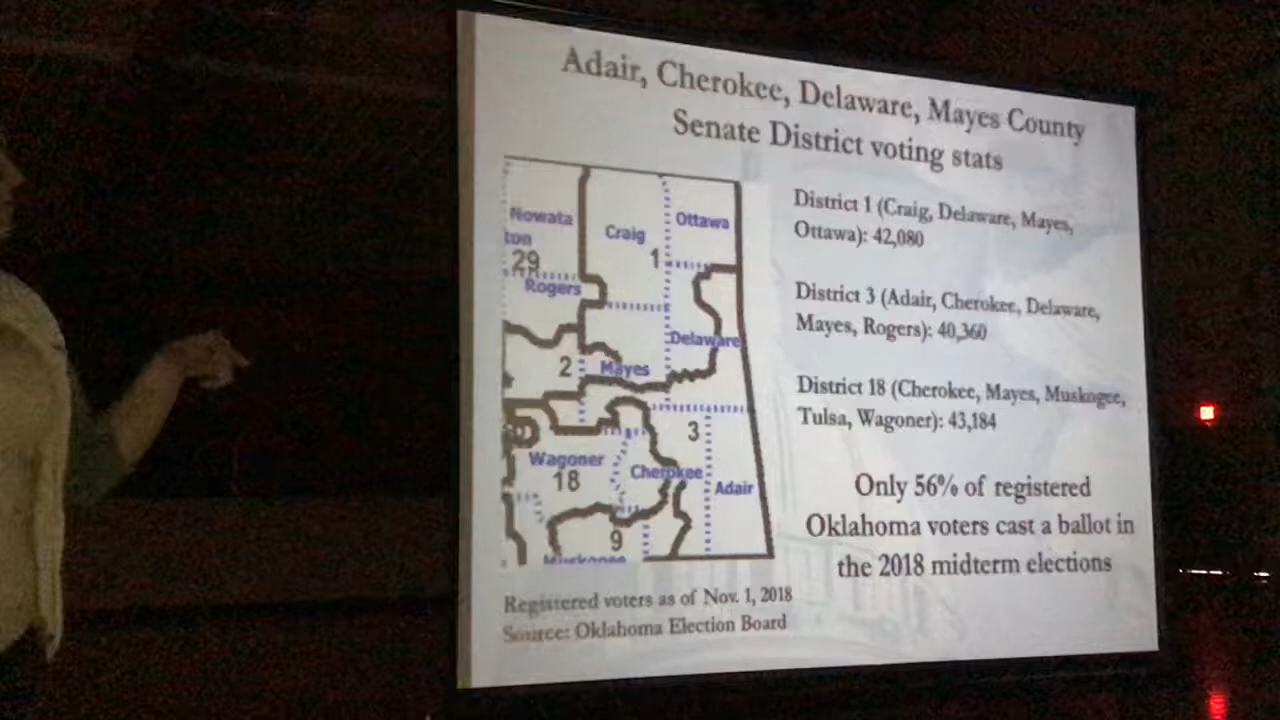 Adair, Cherokee, Delaware, Mayes County
Senate District voting stats
Nowata
ton
29
Rogers
Craig
1
Ottawa
Delaware
2
Mayes
3
Wagoner
18
Cherokee
Adair
9
Muskogee
District 1 (Craig, Delaware, Mayes,
Ottawa): 42,080
District 3 (Adair, Cherokee, Delaware,
Mayes, Rogers): 40,360
District 18 (Cherokee, Mayes, Muskogee,
Tulsa, Wagoner): 43,184
Only 56% of registered
Oklahoma voters cast a ballot in
the 2018 midterm elections
Registered voters as of Nov. 1, 2018
Source: Oklahoma Election Board